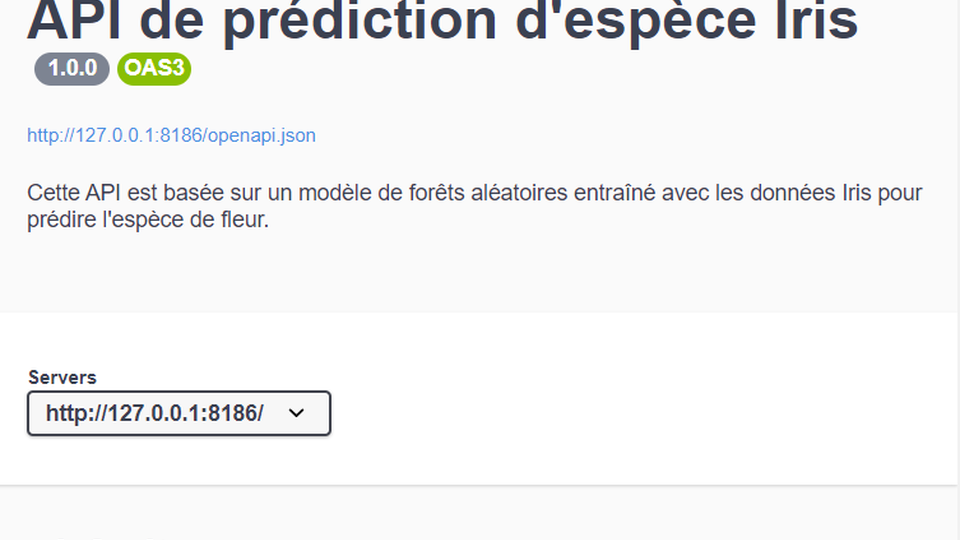 API de prédiction d'espèce Iris
1.0.0 OAS3
http://127.0.0.1:8186/openapi.json
Cette API est basée sur un modèle de forêts aléatoires entraîné avec les données Iris pour
prédire l'espèce de fleur.
Servers
http://127.0.0.1:8186/